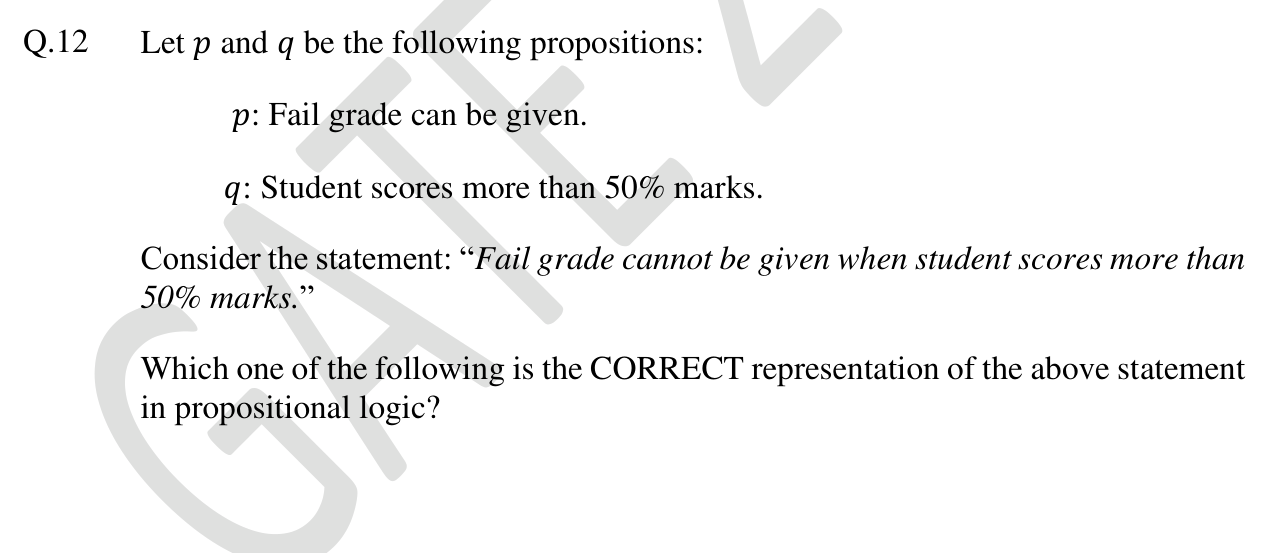 Q.12 Let p and q be the following propositions:
p: Fail grade can be given.
q: Student scores more than 50% marks.
Consider the statement: “Fail grade cannot be given when student scores more than
50% marks.”
Which one of the following is the CORRECT representation of the above statement
in propositional logic?
GATE 2